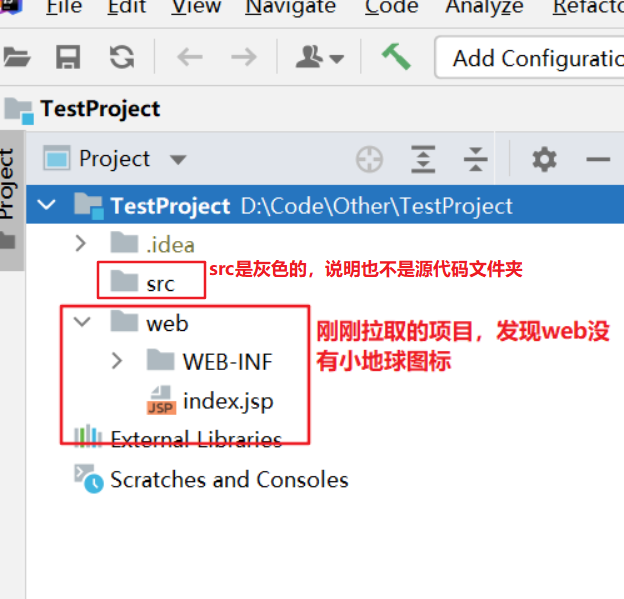 File Edit View Navigate Code Analyze Refacto
Add Configuratio
TestProject
Project
Project
TestProject D:\Code\Other\TestProject
.idea
src
src是灰色的，说明也不是源代码文件夹
web
刚刚拉取的项目，发现web没
有小地球图标
WEB-INF
JSP index.jsp
External Libraries
Scratches and Consoles